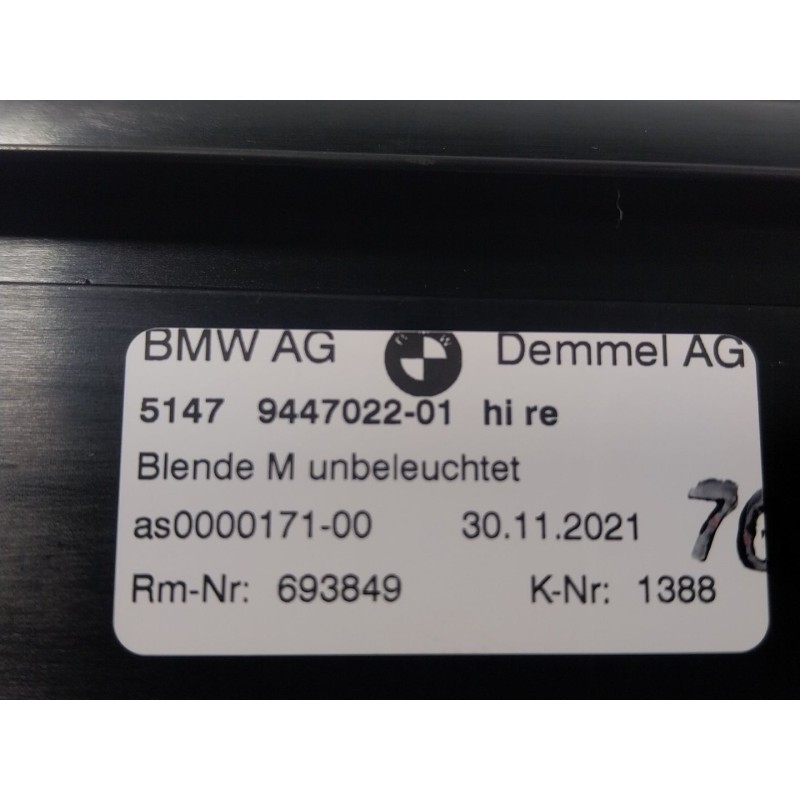 BMW AG Demmel AG
5147 9447022-01 hi re
Blende M unbeleuchtet
as0000171-00 30.11.2021
Rm-Nr: 693849 K-Nr: 1388